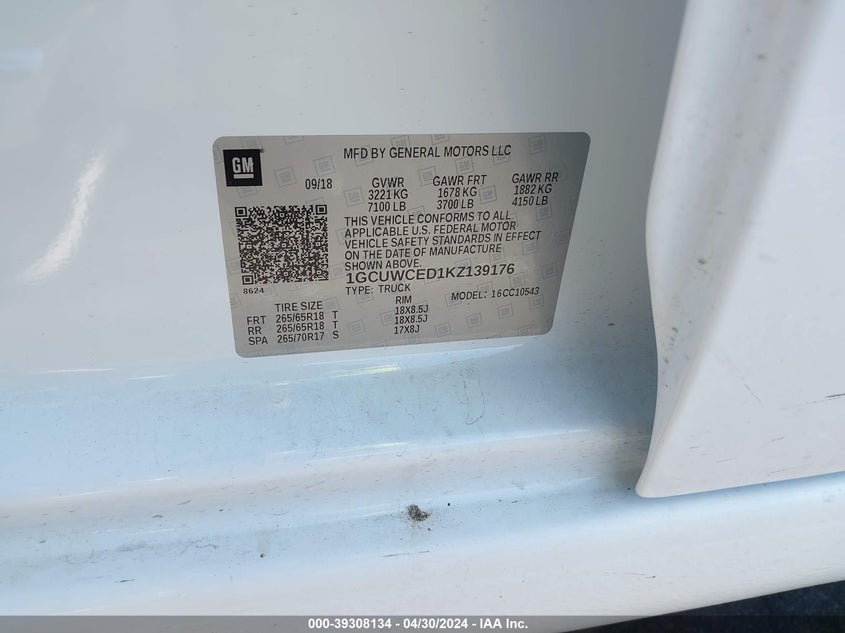 GM
MFD BY GENERAL MOTORS LLC
09/18 GVWR GAWR FRT GAWR RR
3221 KG 1678 KG 1882 KG
7100 LB 3700 LB 4150 LB
THIS VEHICLE CONFORMS TO ALL
APPLICABLE U.S. FEDERAL MOTOR
VEHICLE SAFETY STANDARDS IN EFFECT
ON THE DATE OF MANUFACTURE
SHOWN ABOVE.
1GCUWCED1KZ139176
8624 TYPE: TRUCK MODEL: 16CC10543
TIRE SIZE RIM
FRT 265/65R18 T 18X8.5J
RR 265/65R18 T 18X8.5J
SPA 265/70R17 S 17X8J
000-39308134 - 04/30/2024 - IAA Inc.